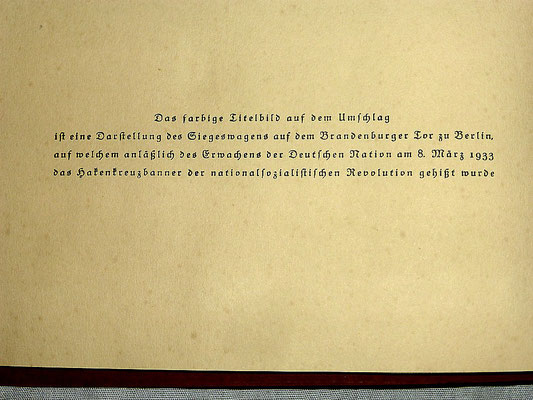 Das farbige Titelbild auf dem Umschlag
ist eine Darstellung des Siegeswagens auf dem Brandenburger Tor zu Berlin,
auf welchem anläßlich des Erwachens der Deutschen Nation am 8. März 1933
das Hakenkreuzbanner der nationalsozialistischen Revolution gehißt wurde